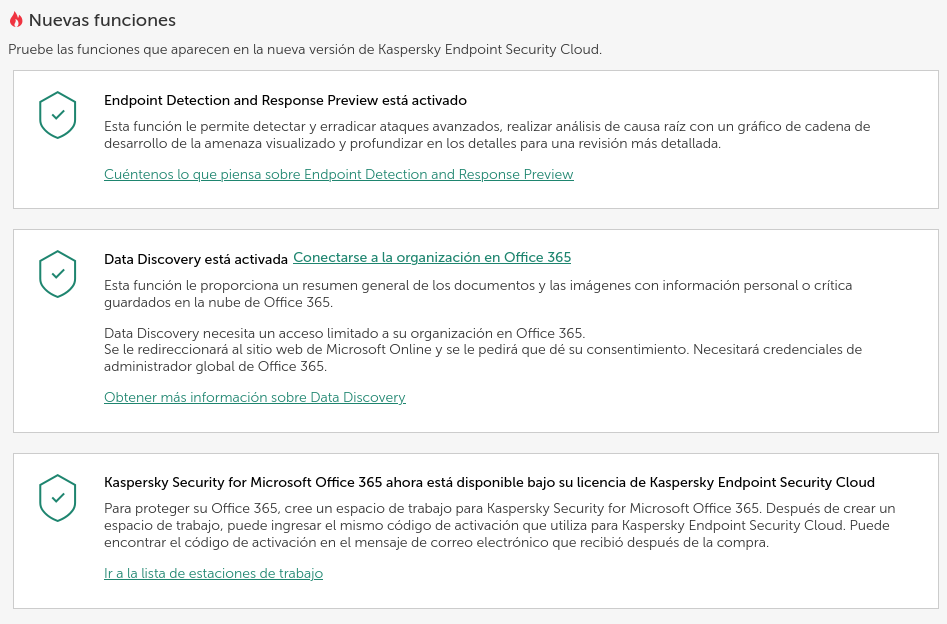 Nuevas funciones
Pruebe las funciones que aparecen en la nueva versión de Kaspersky Endpoint Security Cloud.
Endpoint Detection and Response Preview está activado
Esta función le permite detectar y erradicar ataques avanzados, realizar análisis de causa raíz con un gráfico de cadena de
desarrollo de la amenaza visualizado y profundizar en los detalles para una revisión más detallada.
Cuéntenos lo que piensa sobre Endpoint Detection and Response Preview
Data Discovery está activada Conectarse a la organización en Office 365
Esta función le proporciona un resumen general de los documentos y las imágenes con información personal o crítica
guardados en la nube de Office 365.
Data Discovery necesita un acceso limitado a su organización en Office 365.
Se le redireccionará al sitio web de Microsoft Online y se le pedirá que dé su consentimiento. Necesitará credenciales de
administrador global de Office 365.
Obtener más información sobre Data Discovery
Kaspersky Security for Microsoft Office 365 ahora está disponible bajo su licencia de Kaspersky Endpoint Security Cloud
Para proteger su Office 365, cree un espacio de trabajo para Kaspersky Security for Microsoft Office 365. Después de crear un
espacio de trabajo, puede ingresar el mismo código de activación que utiliza para Kaspersky Endpoint Security Cloud. Puede
encontrar el código de activación en el mensaje de correo electrónico que recibió después de la compra.
Ir a la lista de estaciones de trabajo